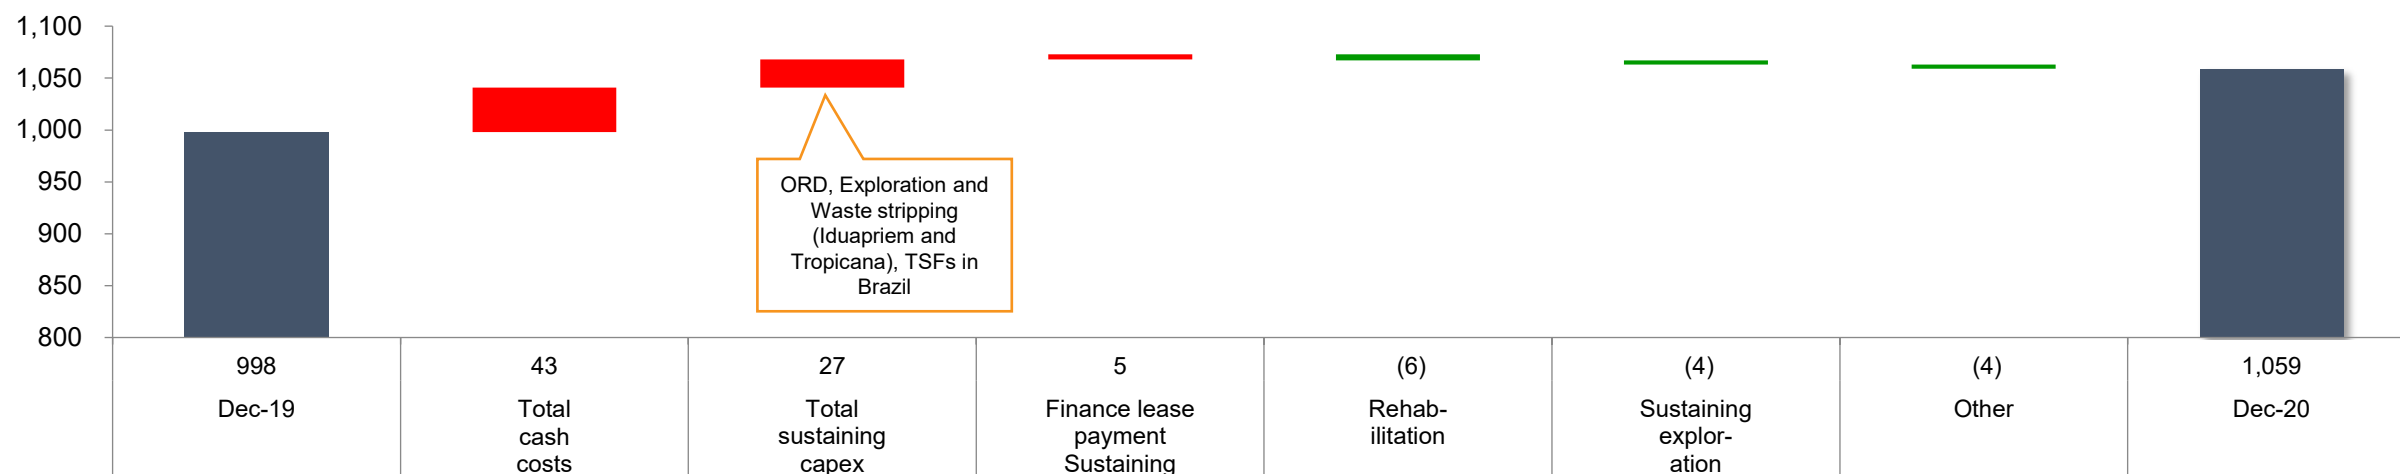 1,100
1,050
1,000
950
900
850
800
ORD, Exploration and
Waste stripping
(Iduapriem and
Tropicana), TSFs in
Brazil
998 43 27 5 (6) (4) (4) 1,059
Dec-19
Total
cash
costs
Total
sustaining
capex
Finance lease
payment
Sustaining
Rehab-
ilitation
Sustaining
explor-
ation
Other
Dec-20